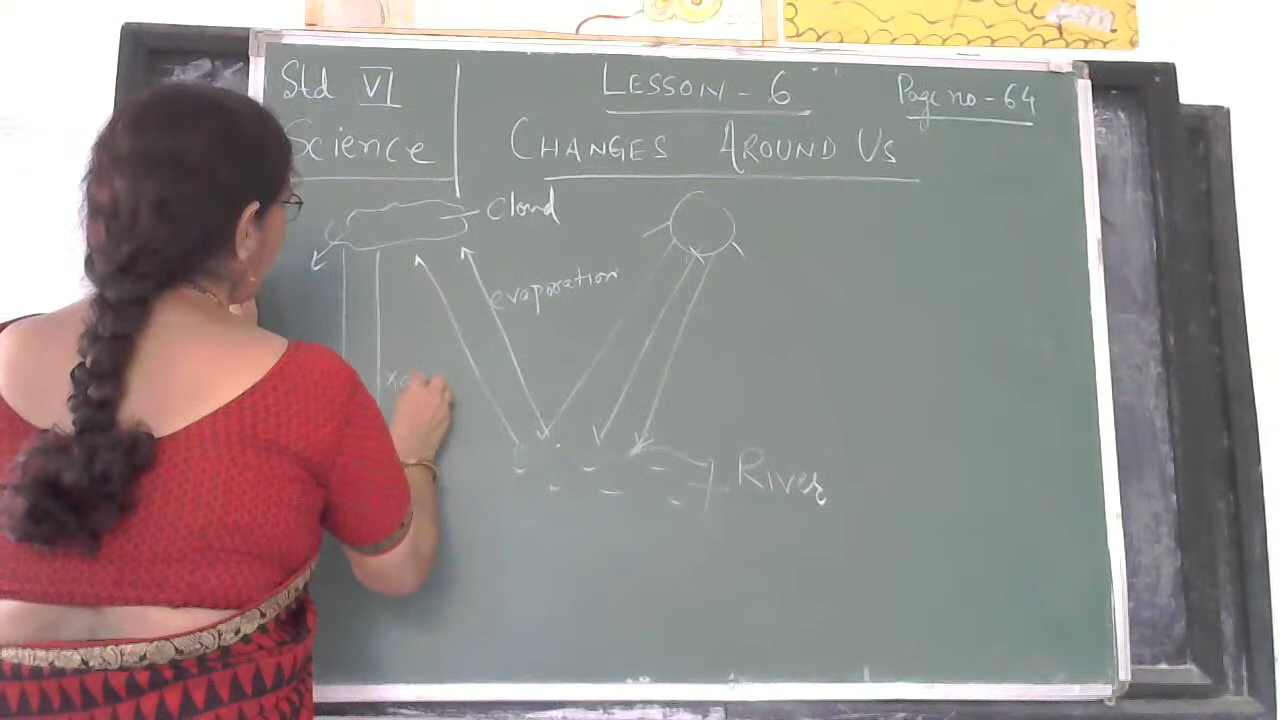 Std VI
Science
LESSON - 6
CHANGES AROUND US
Page no - 64
cloud
evaporation
River